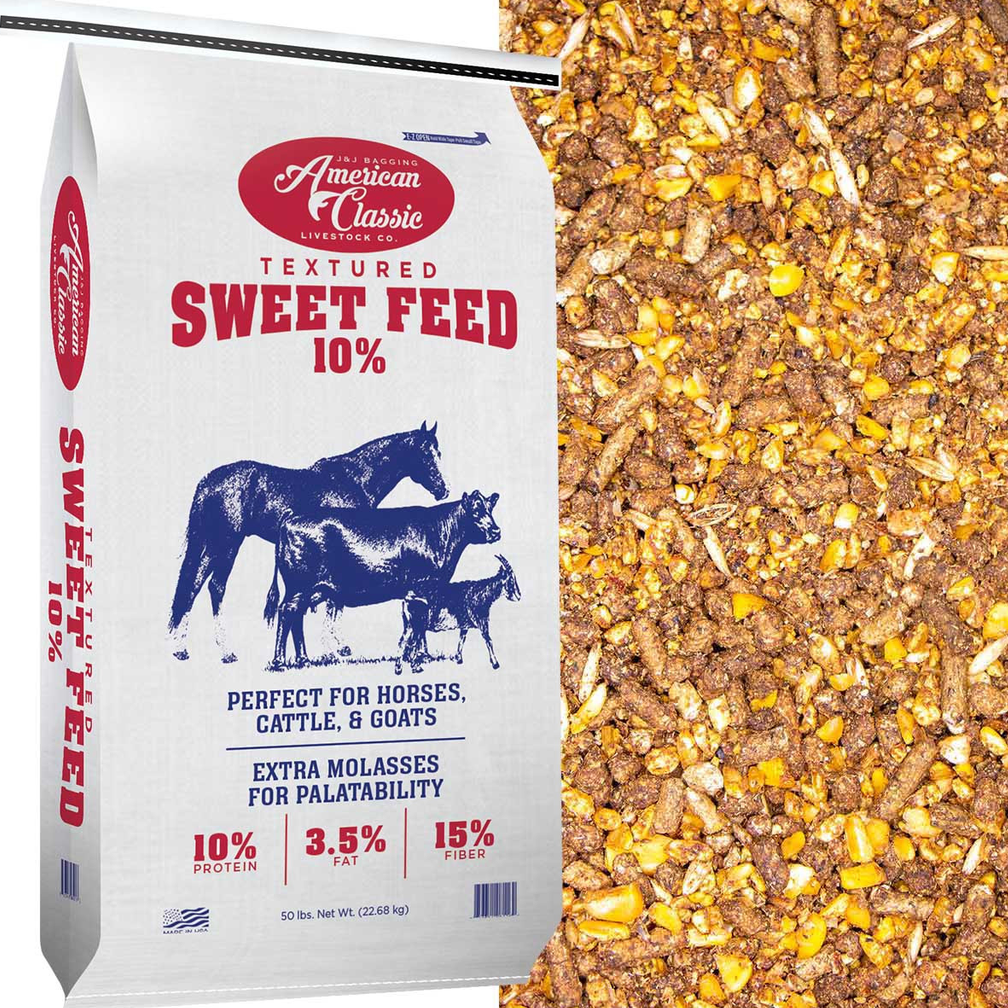 E-Z OPEN
J&J BAGGING
American
Classic
LIVESTOCK CO.
TEXTURED
SWEET FEED
10%
PERFECT FOR HORSES,
CATTLE, & GOATS
EXTRA MOLASSES
FOR PALATABILITY
10%
PROTEIN
3.5%
FAT
15%
FIBER
50 lbs. Net Wt. (22.68 kg)
MADE IN USA
J&J BAGGING
American
Classic
LIVESTOCK CO.
TEXTURED
SWEET FEED
10%